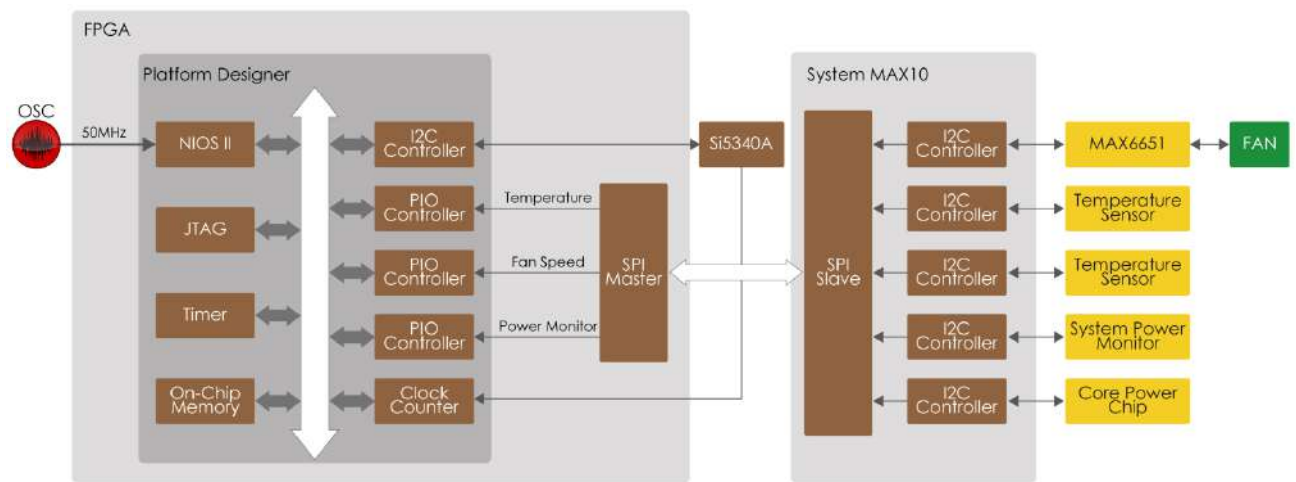 FPGA
Platform Designer
System MAX10
OSC
50MHz
NIOS II
I2C
Controller
Si5340A
I2C
Controller
MAX6651
FAN
JTAG
PIO
Controller
Temperature
SPI
Master
SPI
Slave
I2C
Controller
Temperature
Sensor
PIO
Controller
Fan Speed
I2C
Controller
Temperature
Sensor
Timer
PIO
Controller
Power Monitor
I2C
Controller
System Power
Monitor
On-Chip
Memory
Clock
Counter
I2C
Controller
Core Power
Chip